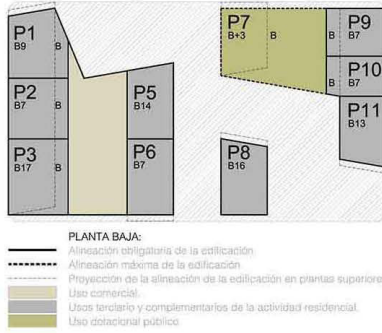 P1
B9
B
P2
B7
B
P3
B17
B
P5
B14
P6
B7
P7
B+3
B
P8
B16
P9
B7
B
P10
B7
B
P11
B13
PLANTA BAJA:
Alineación obligatoria de la edificación
Alineación máxima de la edificación
Proyección de la alineación de la edificación en plantas superiore
Uso comercial.
Usos terciario y complementarios de la actividad residencial.
Uso dotacional público